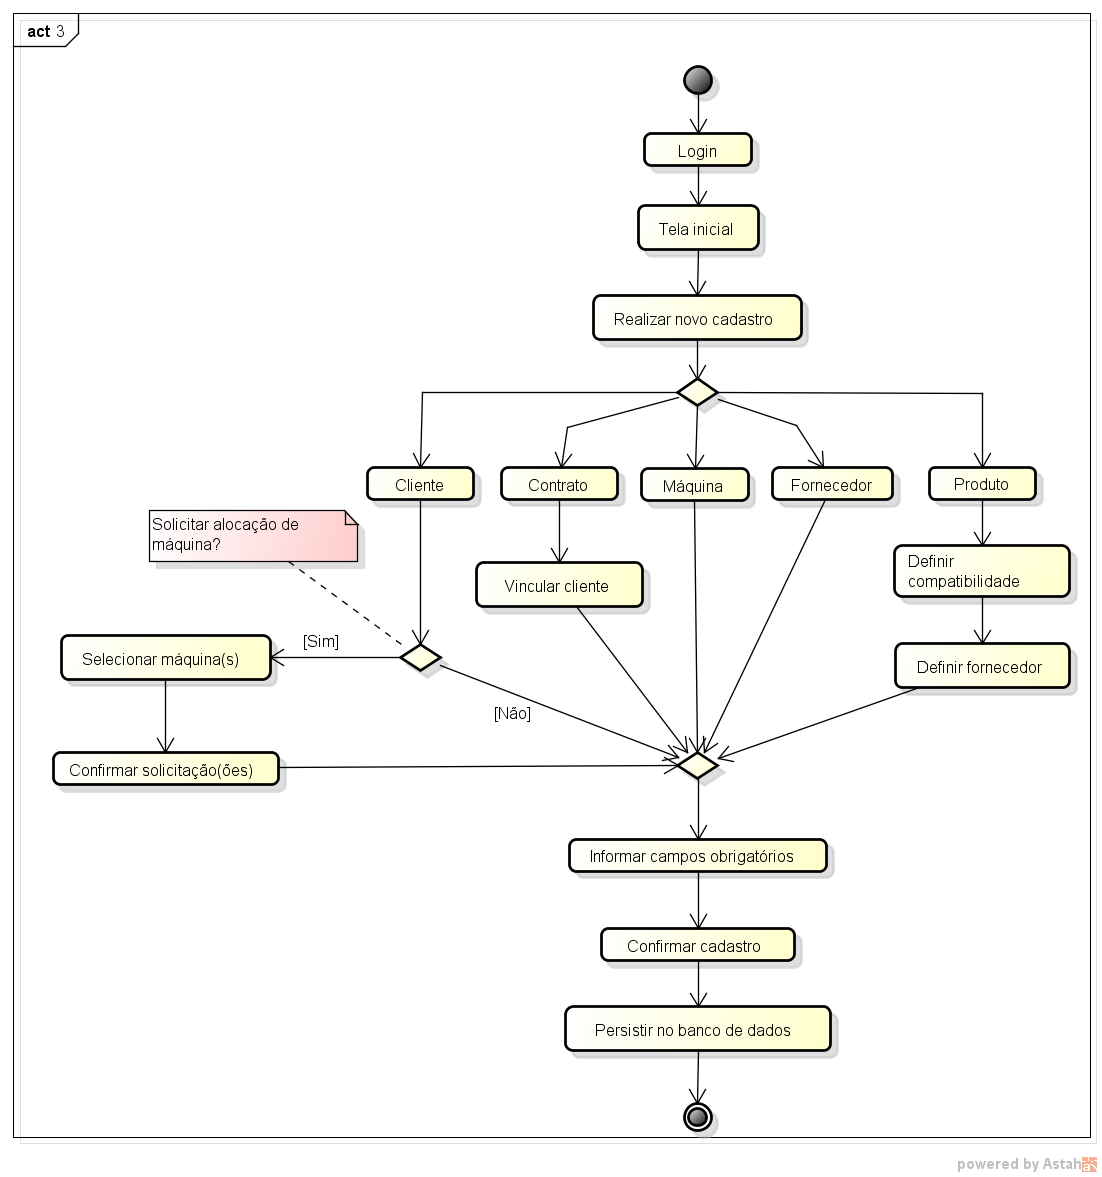 act 3
Login
Tela inicial
Realizar novo cadastro
Cliente
Contrato
Máquina
Fornecedor
Produto
Solicitar alocação de
máquina?
Definir
compatibilidade
Vincular cliente
[Sim]
Selecionar máquina(s)
Definir fornecedor
[Não]
Confirmar solicitação(ões)
Informar campos obrigatórios
Confirmar cadastro
Persistir no banco de dados
powered by Astah